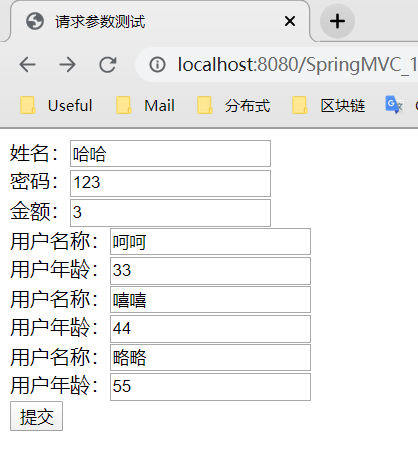 请求参数测试
localhost:8080/SpringMVC_1
Useful Mail 分布式 区块链
姓名：哈哈
密码：123
金额：3
用户名称：呵呵
用户年龄：33
用户名称：嘻嘻
用户年龄：44
用户名称：略略
用户年龄：55
提交